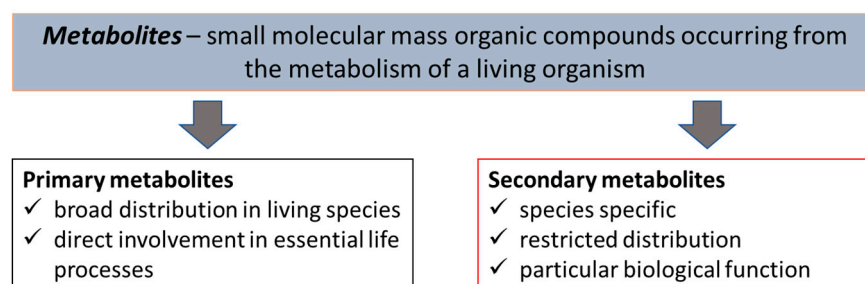 Metabolites – small molecular mass organic compounds occurring from
the metabolism of a living organism
Primary metabolites
✓ broad distribution in living species
✓ direct involvement in essential life
processes
Secondary metabolites
✓ species specific
✓ restricted distribution
✓ particular biological function